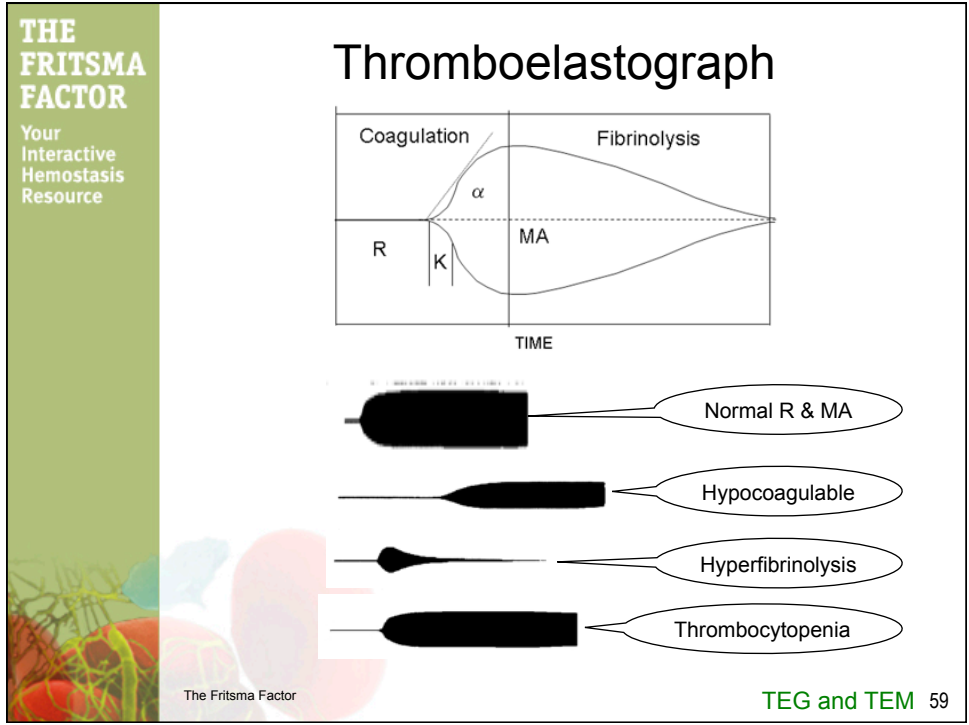 THE
FRITSMA
FACTOR
Your
Interactive
Hemostasis
Resource
Thromboelastograph
Coagulation
Fibrinolysis
α
R
K
MA
TIME
Normal R & MA
Hypocoagulable
Hyperfibrinolysis
Thrombocytopenia
The Fritsma Factor
TEG and TEM 59